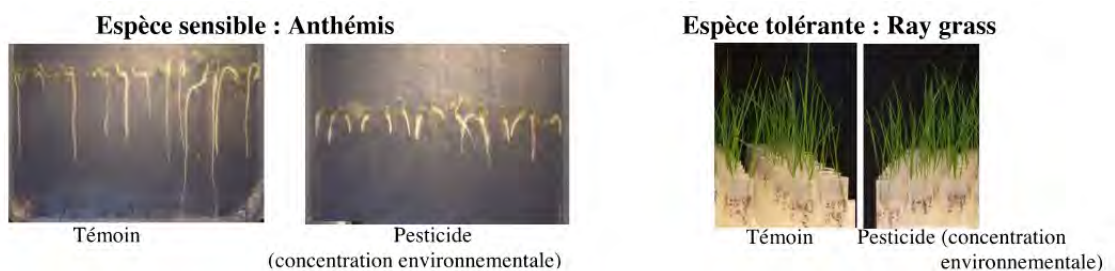 Espèce sensible : Anthémis
Témoin
Pesticide
(concentration environnementale)
Espèce tolérante : Ray grass
Témoin
Pesticide (concentration
environnementale)